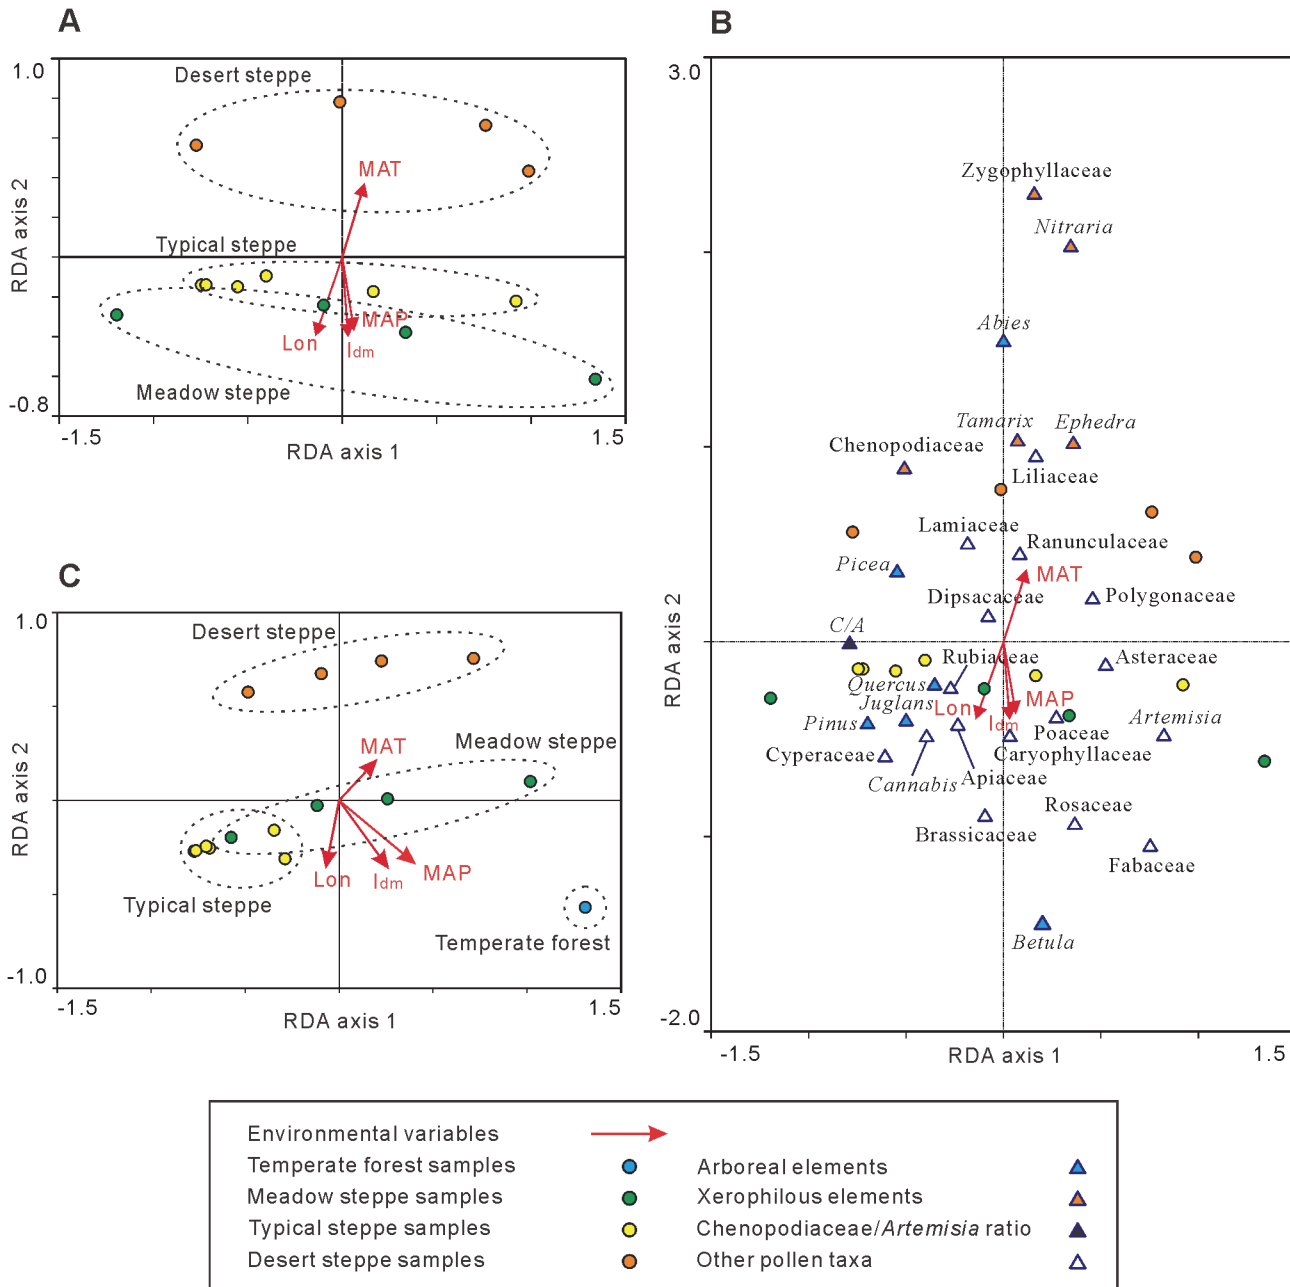 A
1.0
Desert steppe
MAT
Typical steppe
MAP
Lon
Idm
Meadow steppe
-0.8
-1.5
1.5
RDA axis 1
RDA axis 2
B
3.0
Zygophyllaceae
Nitraria
Abies
Tamarix
Ephedra
Chenopodiaceae
Liliaceae
Lamiaceae
Ranunculaceae
Picea
MAT
Dipsacaceae
Polygonaceae
C/A
Rubiaceae
Asteraceae
Quercus
Juglans
Lon
MAP
Idm
Pinus
Poaceae
Artemisia
Cyperaceae
Caryophyllaceae
Cannabis
Apiaceae
Rosaceae
Brassicaceae
Fabaceae
Betula
-2.0
-1.5
RDA axis 1
1.5
RDA axis 2
C
1.0
Desert steppe
Meadow steppe
MAT
Lon
Idm
MAP
Typical steppe
Temperate forest
-1.0
-1.5
1.5
RDA axis 1
RDA axis 2
Environmental variables
Temperate forest samples
Meadow steppe samples
Typical steppe samples
Desert steppe samples
Arboreal elements
Xerophilous elements
Chenopodiaceae/Artemisia ratio
Other pollen taxa